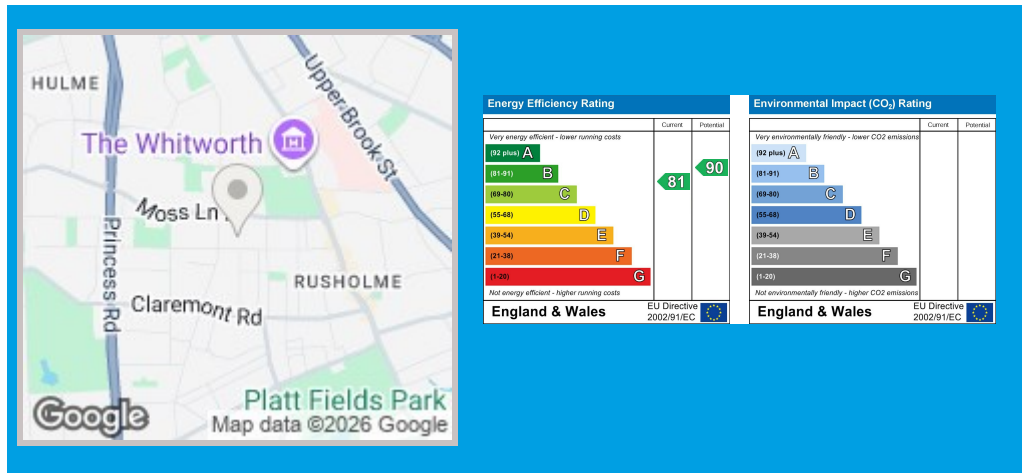 HULME
Upper Brook St
The Whitworth
Moss Ln
Princess Rd
RUSHOLME
Claremont Rd
Platt Fields Park
Google
Map data ©2026 Google
Energy Efficiency Rating
Current Potential
Very energy efficient - lower running costs
(92 plus) A
(81-91) B
(69-80) C
(55-68) D
(39-54) E
(21-38) F
(1-20) G
81
90
Not energy efficient - higher running costs
England & Wales
EU Directive
2002/91/EC
Environmental Impact (CO₂) Rating
Current Potential
Very environmentally friendly - lower CO2 emissions
(92 plus) A
(81-91) B
(69-80) C
(55-68) D
(39-54) E
(21-38) F
(1-20) G
Not environmentally friendly - higher CO2 emissions
England & Wales
EU Directive
2002/91/EC